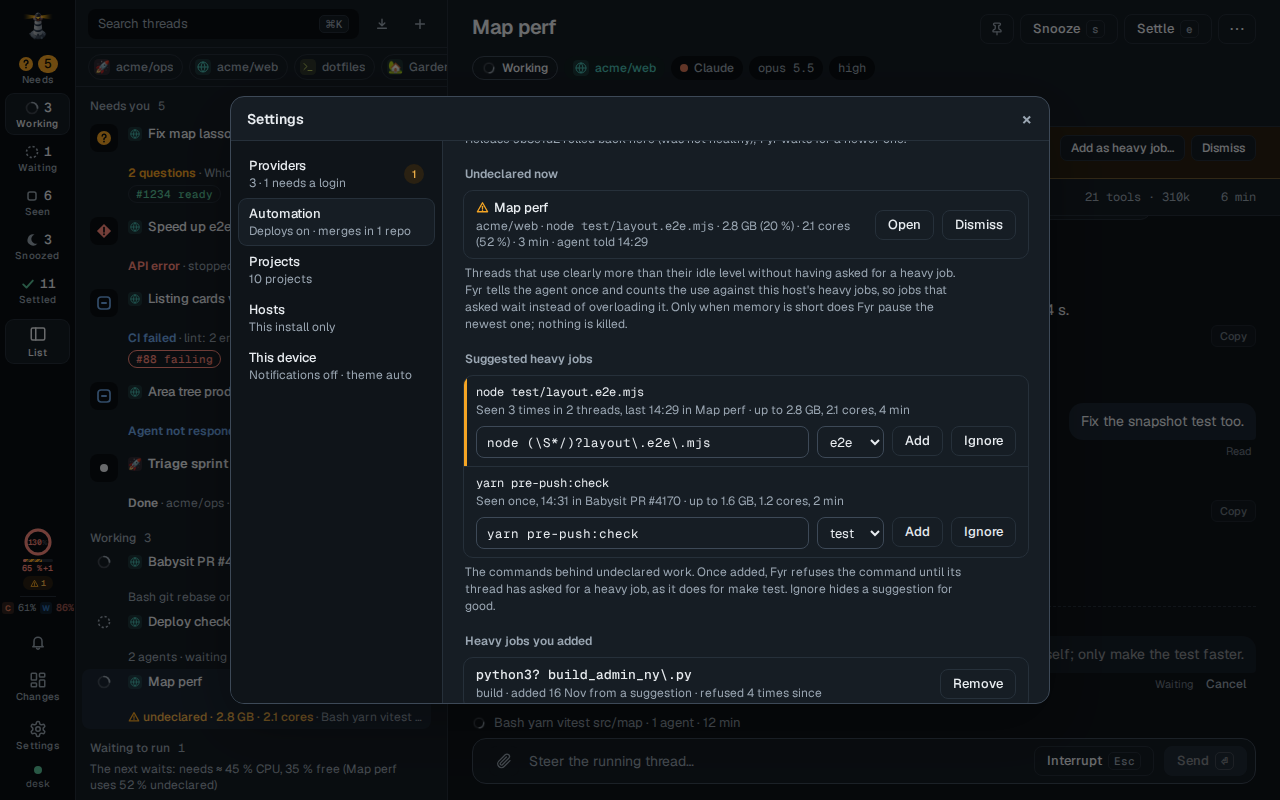 Search threads
⌘K
Map perf
Snooze s
Settle e
5
Needs
3
Working
1
Waiting
6
Seen
3
Snoozed
11
Settled
List
acme/ops
acme/web
dotfiles
Garden
Working
acme/web
Claude
opus 5.5
high
Needs you 5
Fix map lasso
2 questions
#1234 ready
Speed up e2e
API error · stopped
Listing cards
CI failed · lint: 2
#88 failing
Area tree
Agent not
Triage sprint
Done · acme/ops ·
Working 3
Babysit PR
Bash git rebase
Deploy check
2 agents · waiting
Map perf
undeclared · 2.8 GB · 2.1 cores · Bash yarn vitest …
Waiting to run 1
The next waits: needs ≈ 45 % CPU, 35 % free (Map perf
uses 52 % undeclared)
130
65 %+1
1
C 61% W 86%
Changes
Settings
desk
Settings
×
Providers
3 · 1 needs a login
1
Automation
Deploys on · merges in 1 repo
Projects
10 projects
Hosts
This install only
This device
Notifications off · theme auto
Undeclared now
Map perf
acme/web · node test/layout.e2e.mjs · 2.8 GB (20 %) · 2.1 cores
(52 %) · 3 min · agent told 14:29
Open
Dismiss
Threads that use clearly more than their idle level without having asked for a heavy job.
Fyr tells the agent once and counts the use against this host's heavy jobs, so jobs that
asked wait instead of overloading it. Only when memory is short does Fyr pause the
newest one; nothing is killed.
Suggested heavy jobs
node test/layout.e2e.mjs
Seen 3 times in 2 threads, last 14:29 in Map perf · up to 2.8 GB, 2.1 cores, 4 min
node (\S*/)?layout\.e2e\.mjs
e2e
Add
Ignore
yarn pre-push:check
Seen once, 14:31 in Babysit PR #4170 · up to 1.6 GB, 1.2 cores, 2 min
yarn pre-push:check
test
Add
Ignore
The commands behind undeclared work. Once added, Fyr refuses the command until its
thread has asked for a heavy job, as it does for make test. Ignore hides a suggestion for
good.
Heavy jobs you added
python3? build_admin_ny\.py
build · added 16 Nov from a suggestion · refused 4 times since
Remove
Add as heavy job…
Dismiss
21 tools · 310k
6 min
Copy
Fix the snapshot test too.
Read
Copy
only make the test faster.
Waiting
Cancel
Bash yarn vitest src/map · 1 agent · 12 min
Steer the running thread…
Interrupt Esc
Send